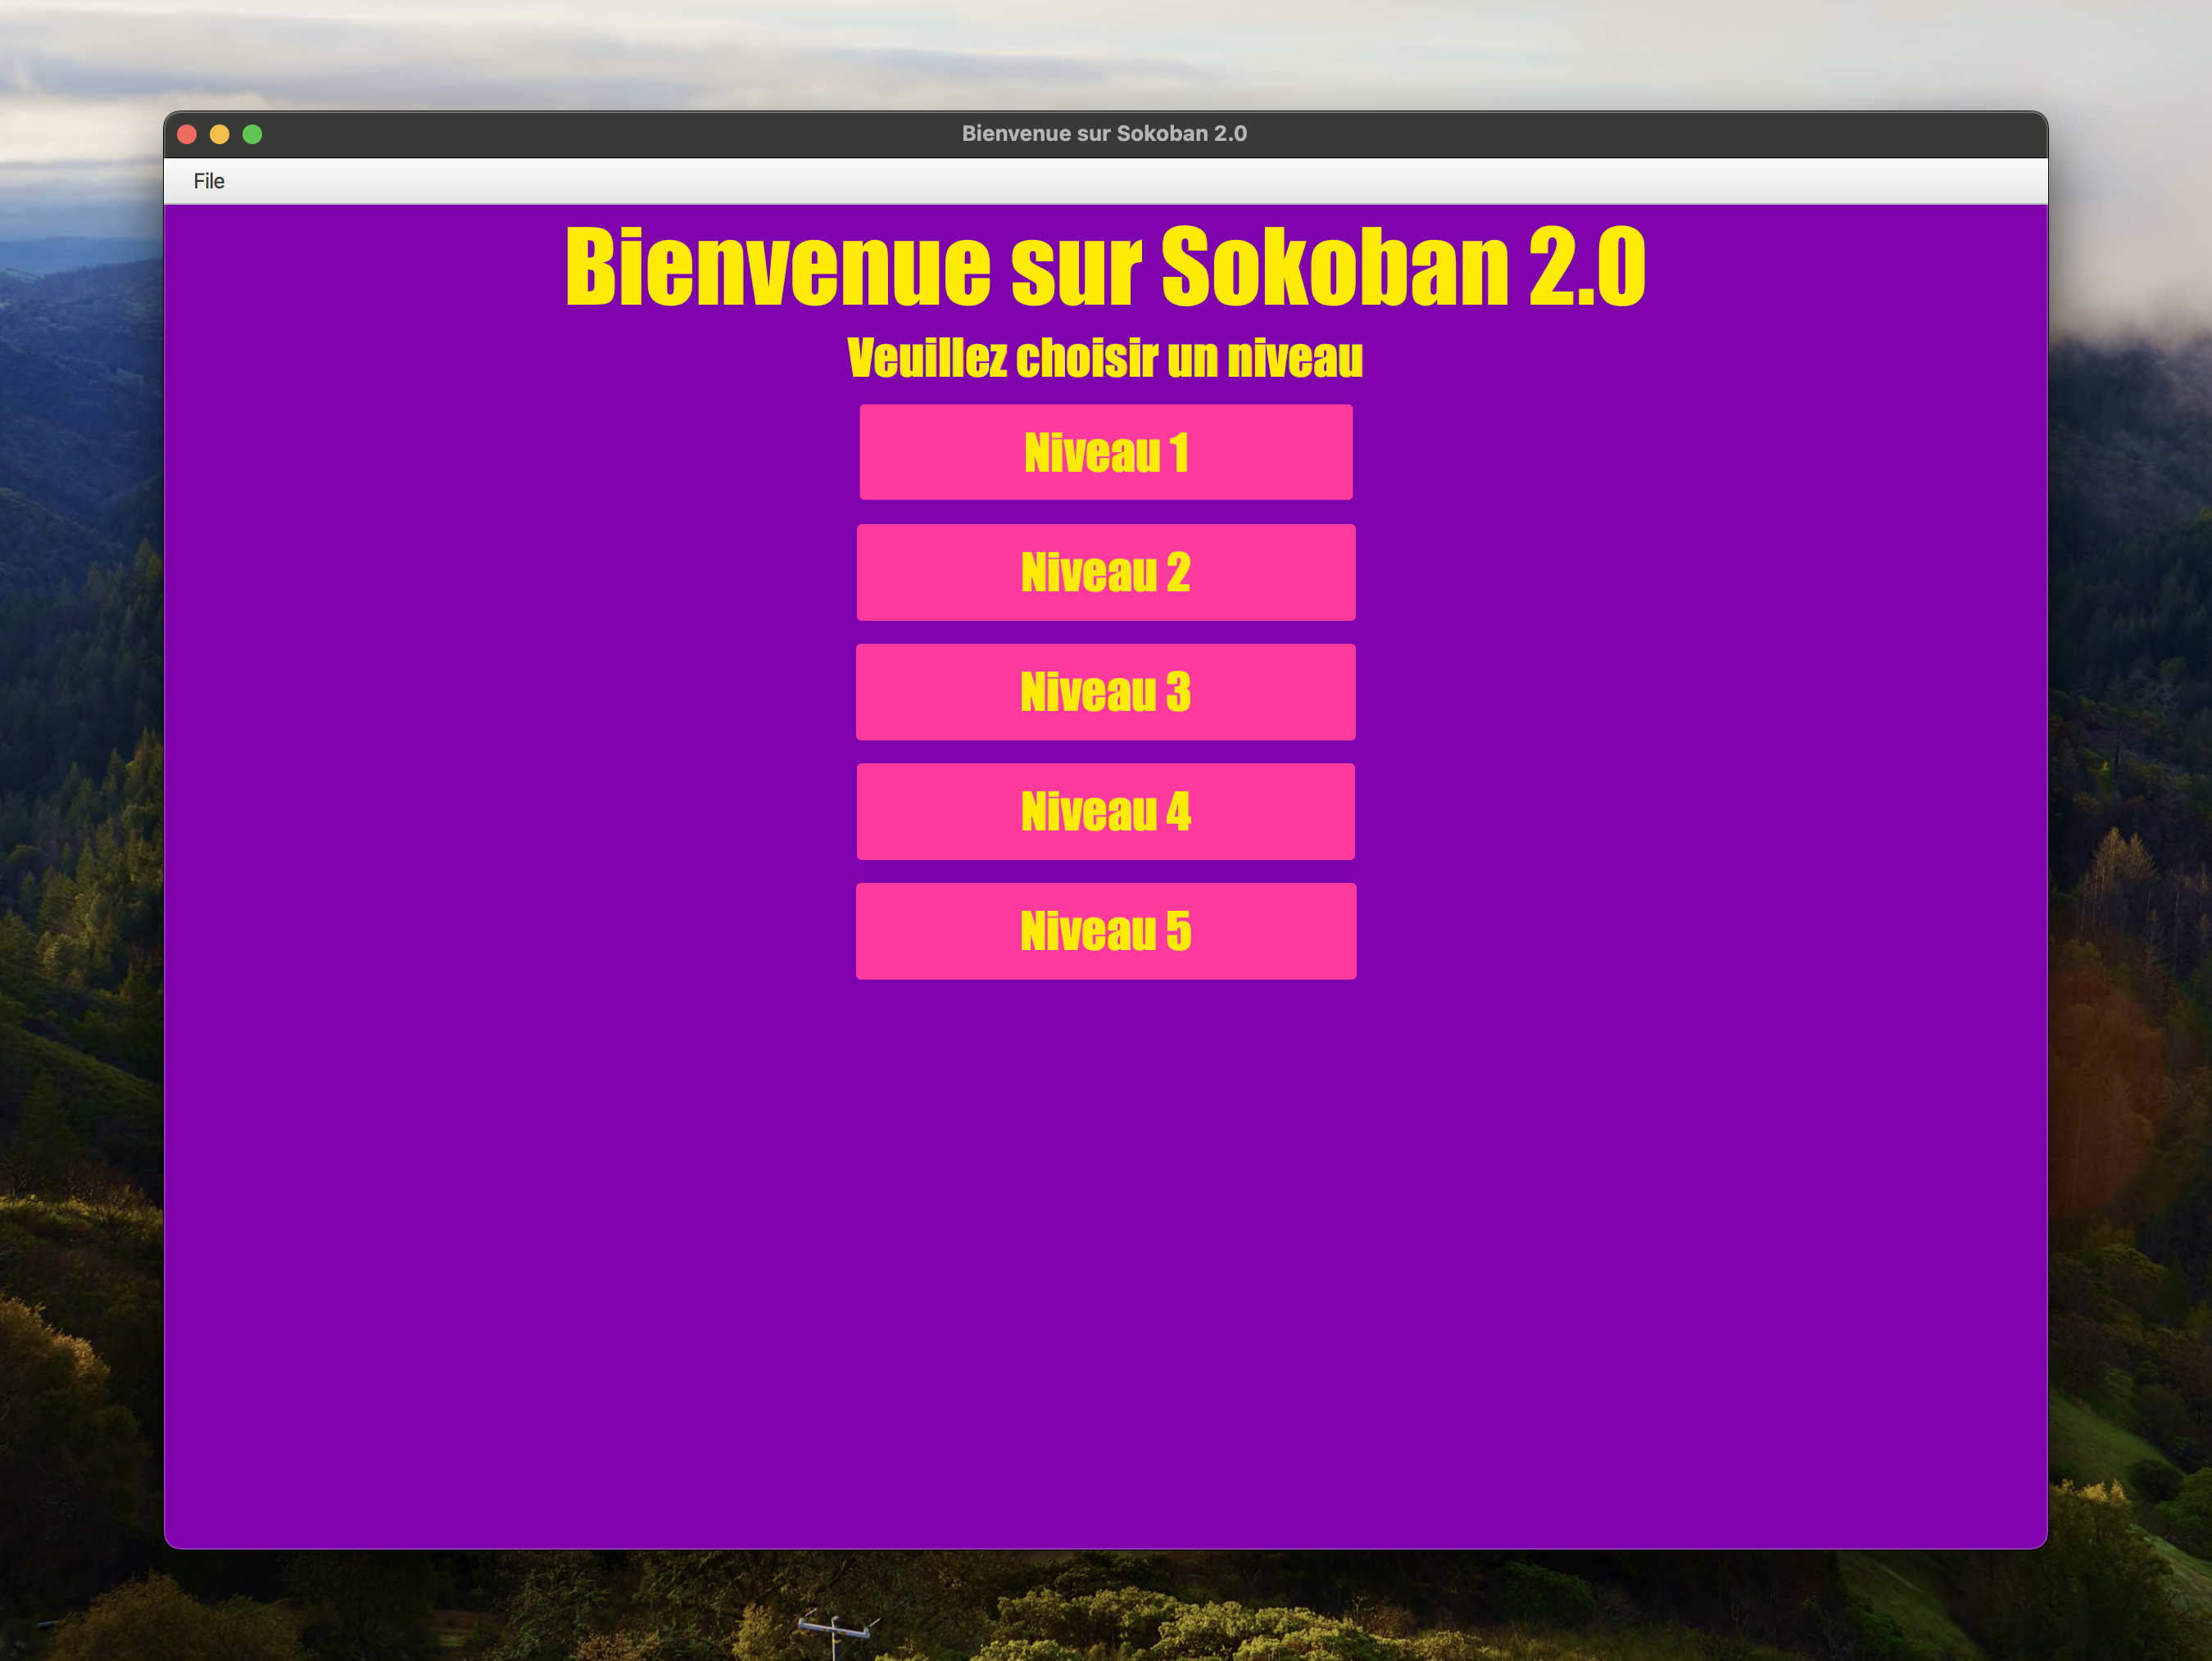 Bienvenue sur Sokoban 2.0
File
Bienvenue sur Sokoban 2.0
Veuillez choisir un niveau
Niveau 1
Niveau 2
Niveau 3
Niveau 4
Niveau 5